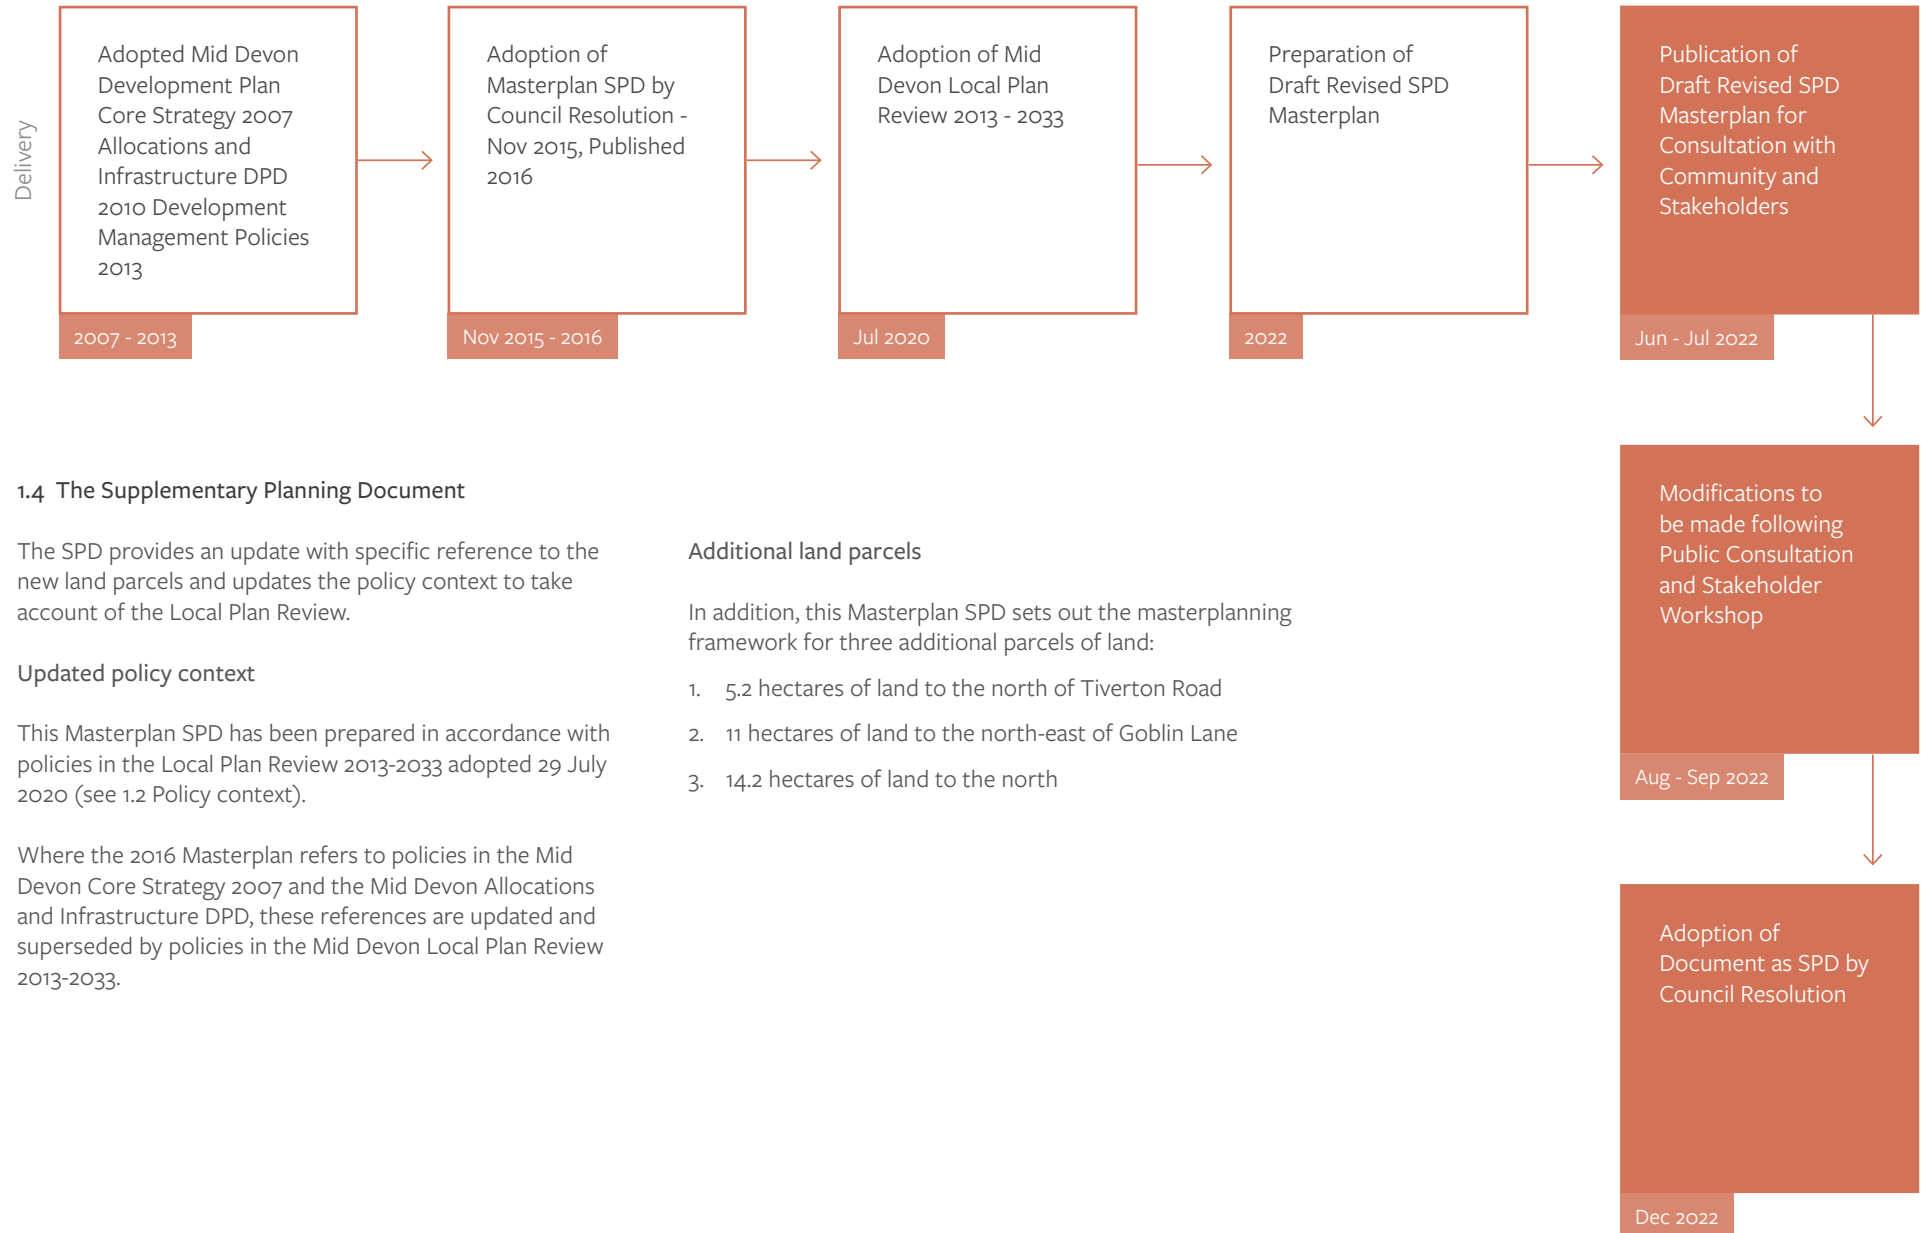 Delivery
Adopted Mid Devon
Development Plan
Core Strategy 2007
Allocations and
Infrastructure DPD
2010 Development
Management Policies
2013
2007 - 2013
Adoption of
Masterplan SPD by
Council Resolution -
Nov 2015, Published
2016
Nov 2015 - 2016
Adoption of Mid
Devon Local Plan
Review 2013 - 2033
Jul 2020
Preparation of
Draft Revised SPD
Masterplan
2022
Publication of
Draft Revised SPD
Masterplan for
Consultation with
Community and
Stakeholders
Jun - Jul 2022
Modifications to
be made following
Public Consultation
and Stakeholder
Workshop
Aug - Sep 2022
Adoption of
Document as SPD by
Council Resolution
Dec 2022
1.4 The Supplementary Planning Document
The SPD provides an update with specific reference to the
new land parcels and updates the policy context to take
account of the Local Plan Review.
Updated policy context
This Masterplan SPD has been prepared in accordance with
policies in the Local Plan Review 2013-2033 adopted 29 July
2020 (see 1.2 Policy context).
Where the 2016 Masterplan refers to policies in the Mid
Devon Core Strategy 2007 and the Mid Devon Allocations
and Infrastructure DPD, these references are updated and
superseded by policies in the Mid Devon Local Plan Review
2013-2033.
Additional land parcels
In addition, this Masterplan SPD sets out the masterplanning
framework for three additional parcels of land:
1. 5.2 hectares of land to the north of Tiverton Road
2. 11 hectares of land to the north-east of Goblin Lane
3. 14.2 hectares of land to the north